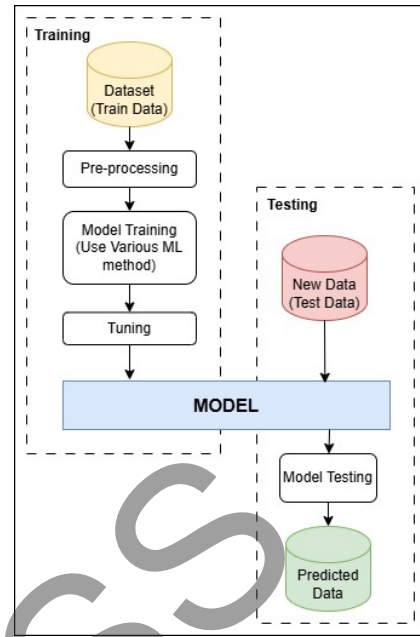 Training
Dataset
(Train Data)
Pre-processing
Model Training
(Use Various ML
method)
Tuning
Testing
New Data
(Test Data)
MODEL
Model Testing
Predicted
Data